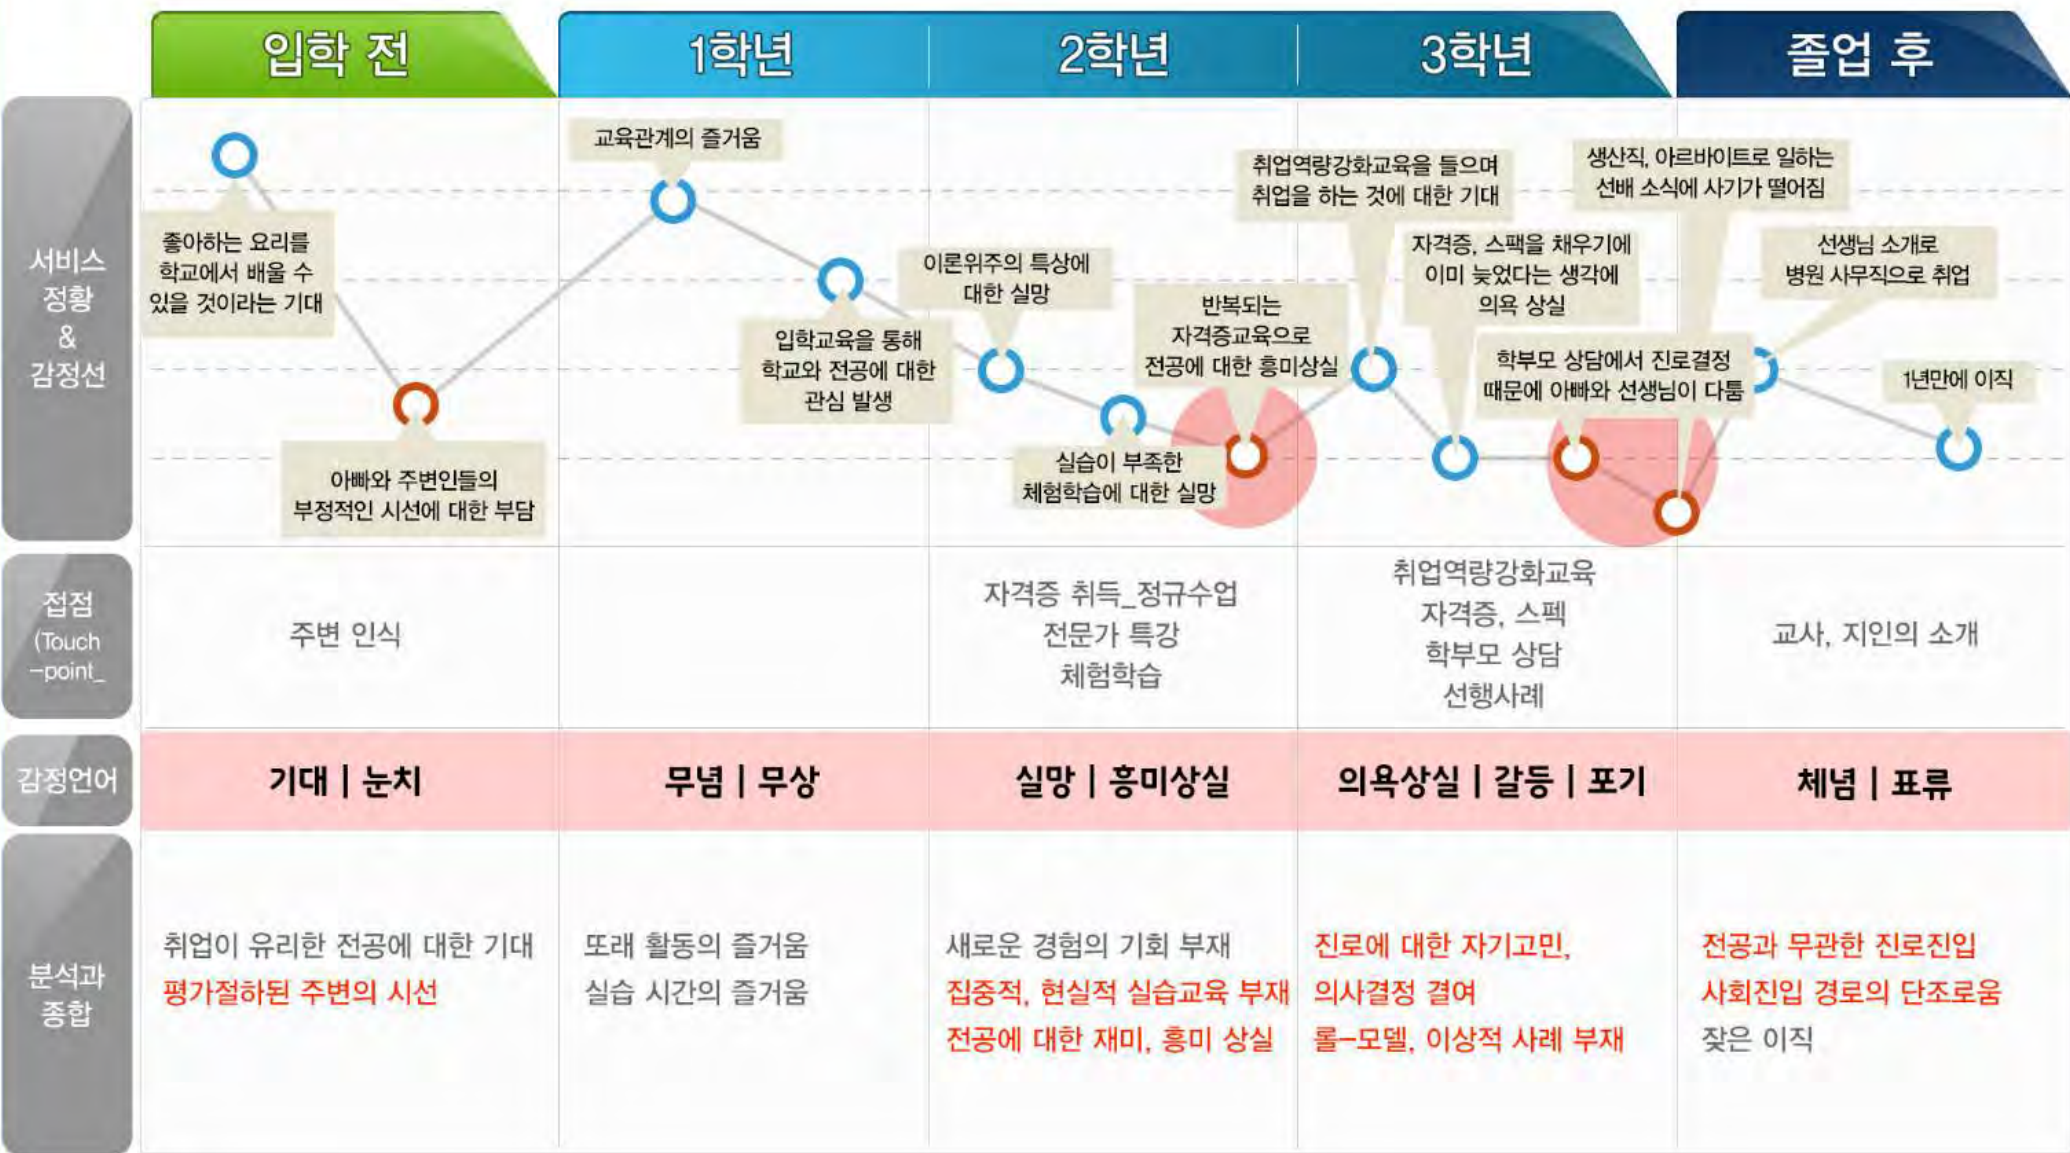 입학 전
1학년
2학년
3학년
졸업 후
서비스
정황
&
감정선
좋아하는 요리를
학교에서 배울 수
있을 것이라는 기대
아빠와 주변인들의
부정적인 시선에 대한 부담
교육관계의 즐거움
입학교육을 통해
학교와 전공에 대한
관심 발생
이론위주의 특상에
대한 실망
실습이 부족한
체험학습에 대한 실망
반복되는
자격증교육으로
전공에 대한 흥미상실
취업역량강화교육을 들으며
취업을 하는 것에 대한 기대
자격증, 스팩을 채우기에
이미 늦었다는 생각에
의욕 상실
학부모 상담에서 진로결정
때문에 아빠와 선생님이 다툼
생산직, 아르바이트로 일하는
선배 소식에 사기가 떨어짐
선생님 소개로
병원 사무직으로 취업
1년만에 이직
접점
(Touch
-point_
주변 인식
자격증 취득_정규수업
전문가 특강
체험학습
취업역량강화교육
자격증, 스펙
학부모 상담
선행사례
교사, 지인의 소개
감정언어
기대 | 눈치
무념 | 무상
실망 | 흥미상실
의욕상실 | 갈등 | 포기
체념 | 표류
분석과
종합
취업이 유리한 전공에 대한 기대
평가절하된 주변의 시선
또래 활동의 즐거움
실습 시간의 즐거움
새로운 경험의 기회 부재
집중적, 현실적 실습교육 부재
전공에 대한 재미, 흥미 상실
진로에 대한 자기고민,
의사결정 결여
롤-모델, 이상적 사례 부재
전공과 무관한 진로진입
사회진입 경로의 단조로움
잦은 이직